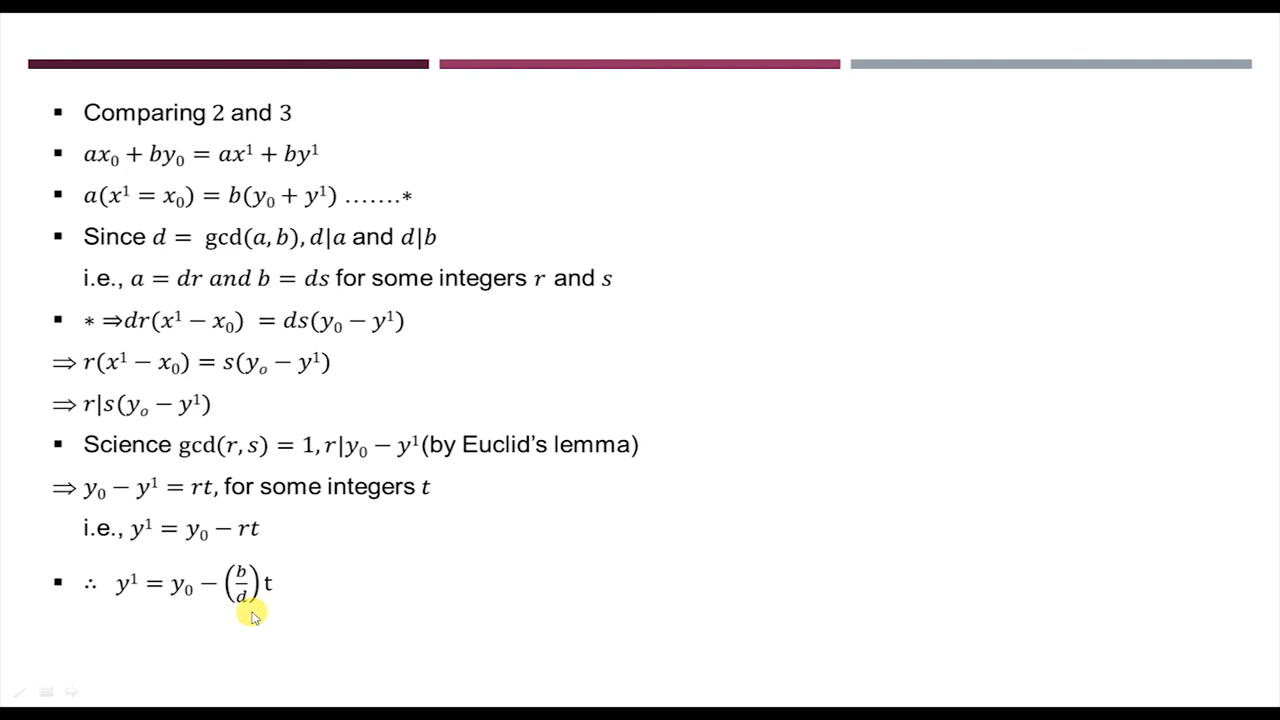 ▪ Comparing 2 and 3
▪ ax₀ + by₀ = ax¹ + by¹
▪ a(x¹ = x₀) = b(y₀ + y¹) …….∗
▪ Since d = gcd(a, b), d|a and d|b
i.e., a = dr and b = ds for some integers r and s
▪ ∗ ⇒dr(x¹ − x₀) = ds(y₀ − y¹)
⇒ r(x¹ − x₀) = s(yₒ − y¹)
⇒ r|s(yₒ − y¹)
▪ Science gcd(r, s) = 1, r|y₀ − y¹(by Euclid’s lemma)
⇒ y₀ − y¹ = rt, for some integers t
i.e., y¹ = y₀ − rt
▪ ∴ y¹ = y₀ − (b/d)t